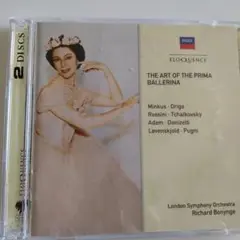 2 DISCS
DECCA
ELOQUENCE
THE ART OF THE PRIMA
BALLERINA
Minkus · Drigo
Rossini · Tchaikovsky
Adam · Donizetti
Lovenskjold · Pugni
London Symphony Orchestra
Richard Bonynge